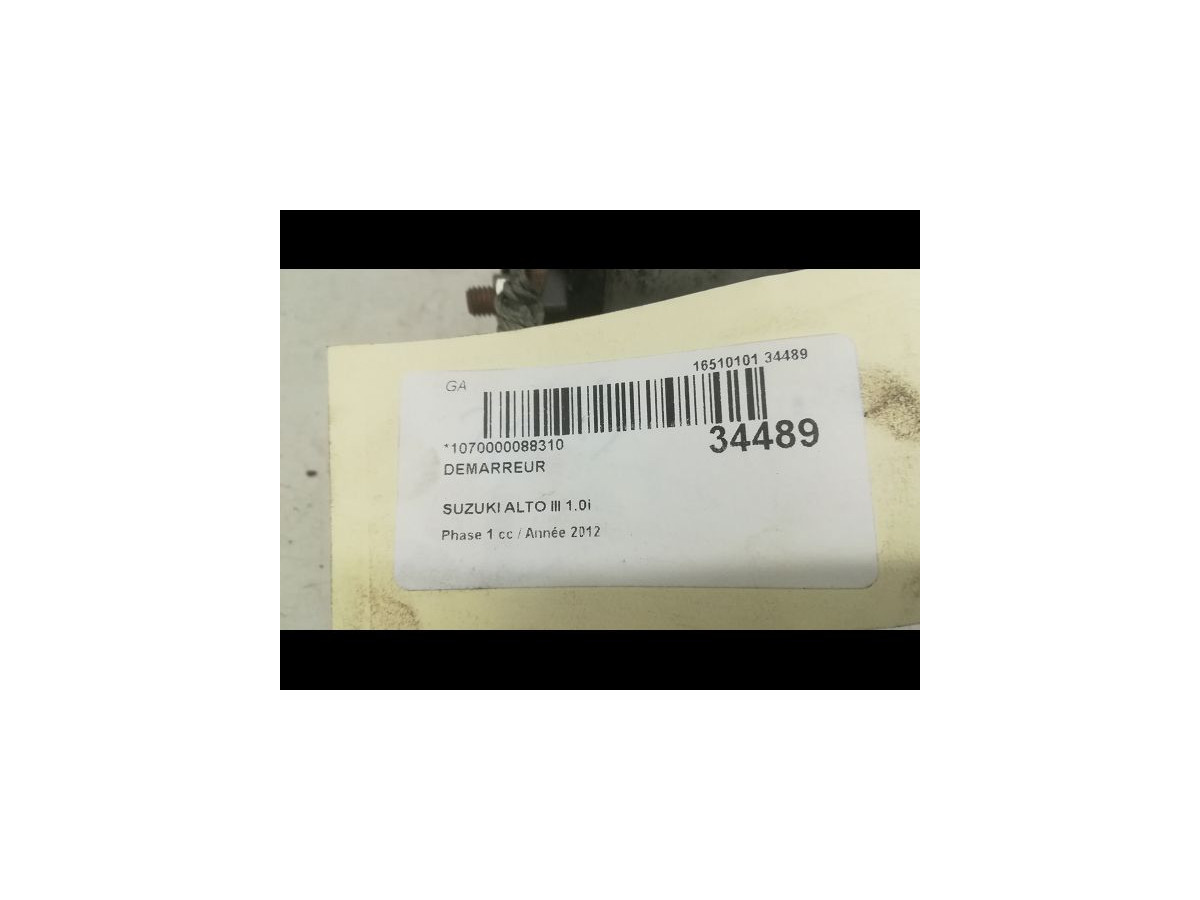 GA
16510101 34489
*1070000088310
34489
DEMARREUR
SUZUKI ALTO III 1.0i
Phase 1 cc / Année 2012